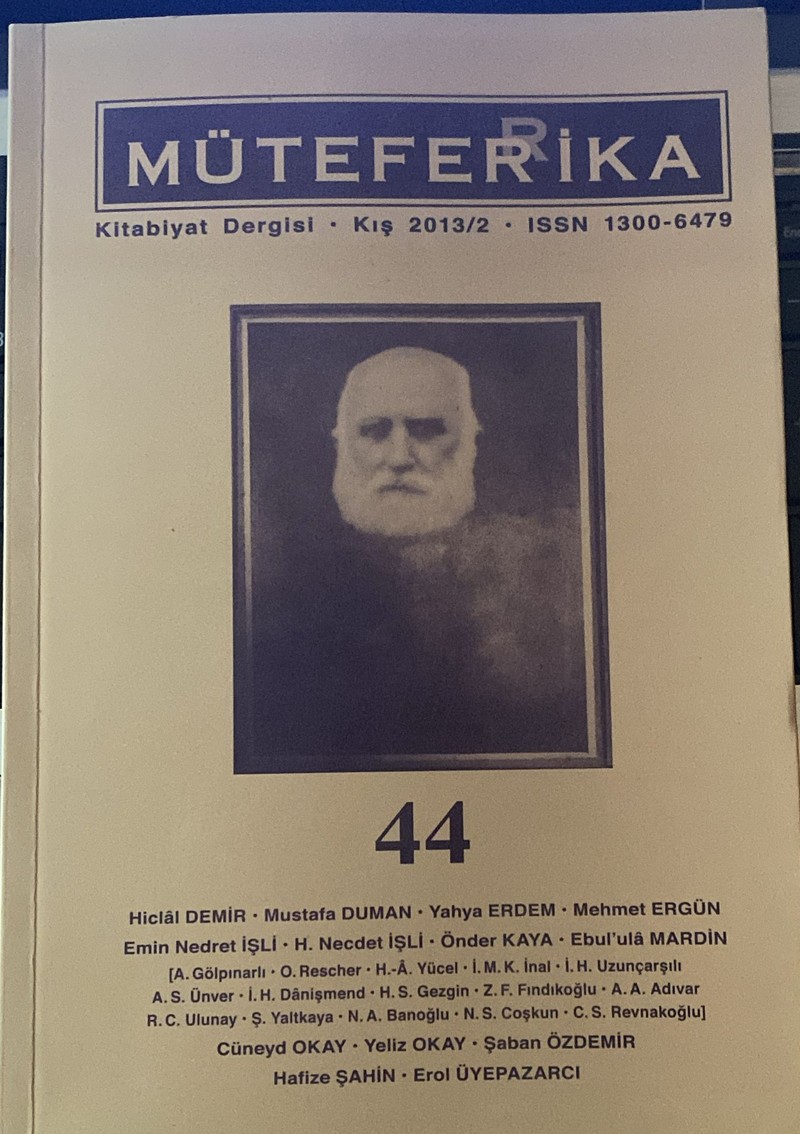 MÜTEFERRİKA
Kitabiyat Dergisi · Kış 2013/2 · ISSN 1300-6479
44
Hiclâl DEMİR · Mustafa DUMAN · Yahya ERDEM · Mehmet ERGÜN
Emin Nedret İŞLİ · H. Necdet İŞLİ · Önder KAYA · Ebul'ulâ MARDİN
[A. Gölpınarlı · O. Rescher · H.-Â. Yücel · İ. M. K. İnal · İ. H. Uzunçarşılı
A. S. Ünver · İ. H. Dânişmend · H. S. Gezgin · Z. F. Fındıkoğlu · A. A. Adıvar
R. C. Ulunay · Ş. Yaltkaya · N. A. Banoğlu · N. S. Coşkun · C. S. Revnakoğlu]
Cüneyd OKAY · Yeliz OKAY · Şaban ÖZDEMİR
Hafize ŞAHİN · Erol ÜYEPAZARCI